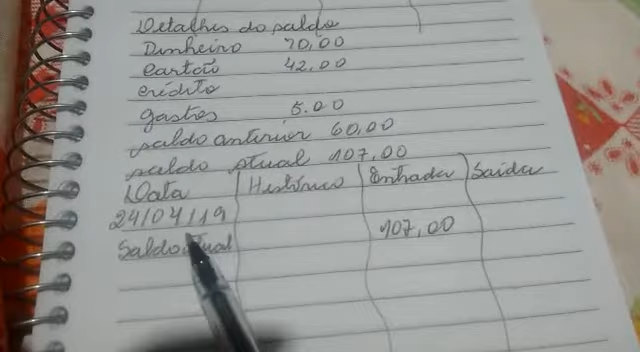 Detalhes do saldo
Dinheiro 70,00
cartão 42.00
crédito
gastos 5.00
saldo anterior 60,00
saldo atual 107,00
Data Histórico Entrada Saída
24/04/19
Saldo atual 107,00